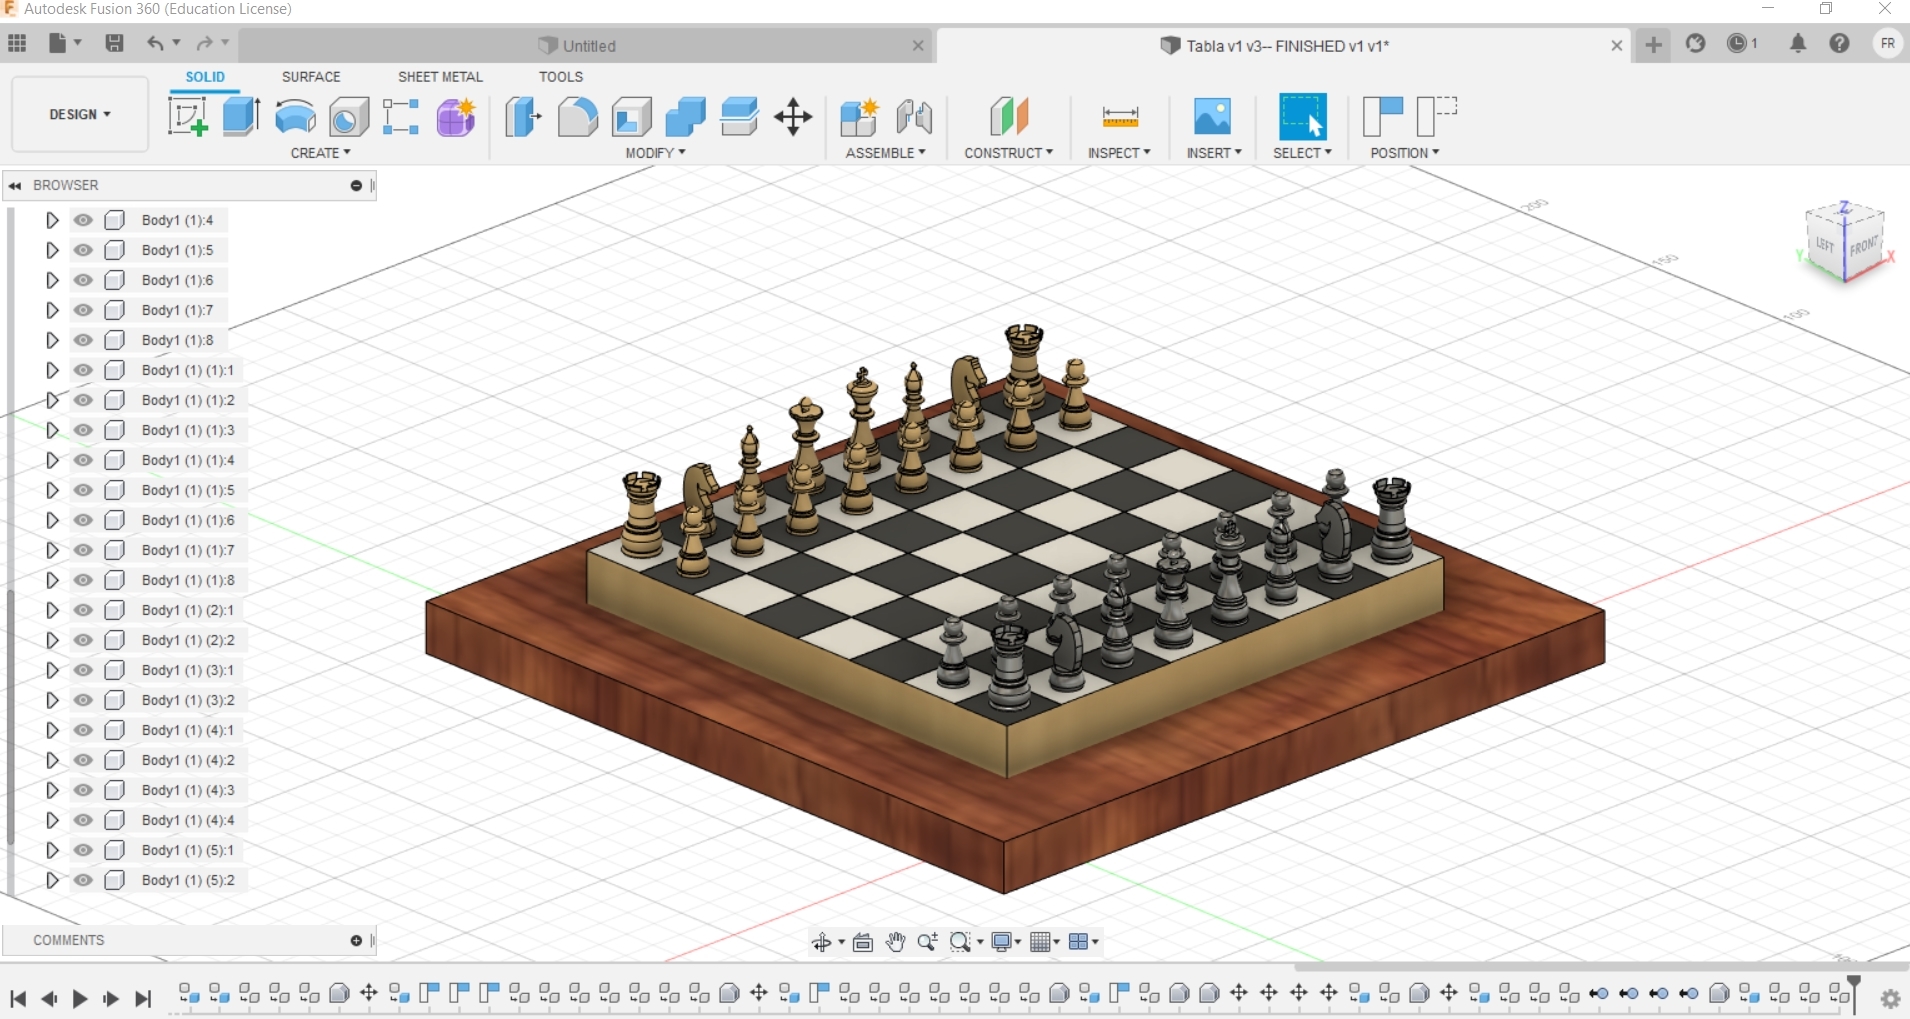 Autodesk Fusion 360 (Education License)
Untitled
Tabla v1 v3-- FINISHED v1 v1*
1
FR
SOLID
SURFACE
SHEET METAL
TOOLS
DESIGN
CREATE
MODIFY
ASSEMBLE
CONSTRUCT
INSPECT
INSERT
SELECT
POSITION
BROWSER
Body1 (1):4
Body1 (1):5
Body1 (1):6
Body1 (1):7
Body1 (1):8
Body1 (1) (1):1
Body1 (1) (1):2
Body1 (1) (1):3
Body1 (1) (1):4
Body1 (1) (1):5
Body1 (1) (1):6
Body1 (1) (1):7
Body1 (1) (1):8
Body1 (1) (2):1
Body1 (1) (2):2
Body1 (1) (3):1
Body1 (1) (3):2
Body1 (1) (4):1
Body1 (1) (4):2
Body1 (1) (4):3
Body1 (1) (4):4
Body1 (1) (5):1
Body1 (1) (5):2
200
150
100
Z
LEFT
FRONT
Y
X
COMMENTS